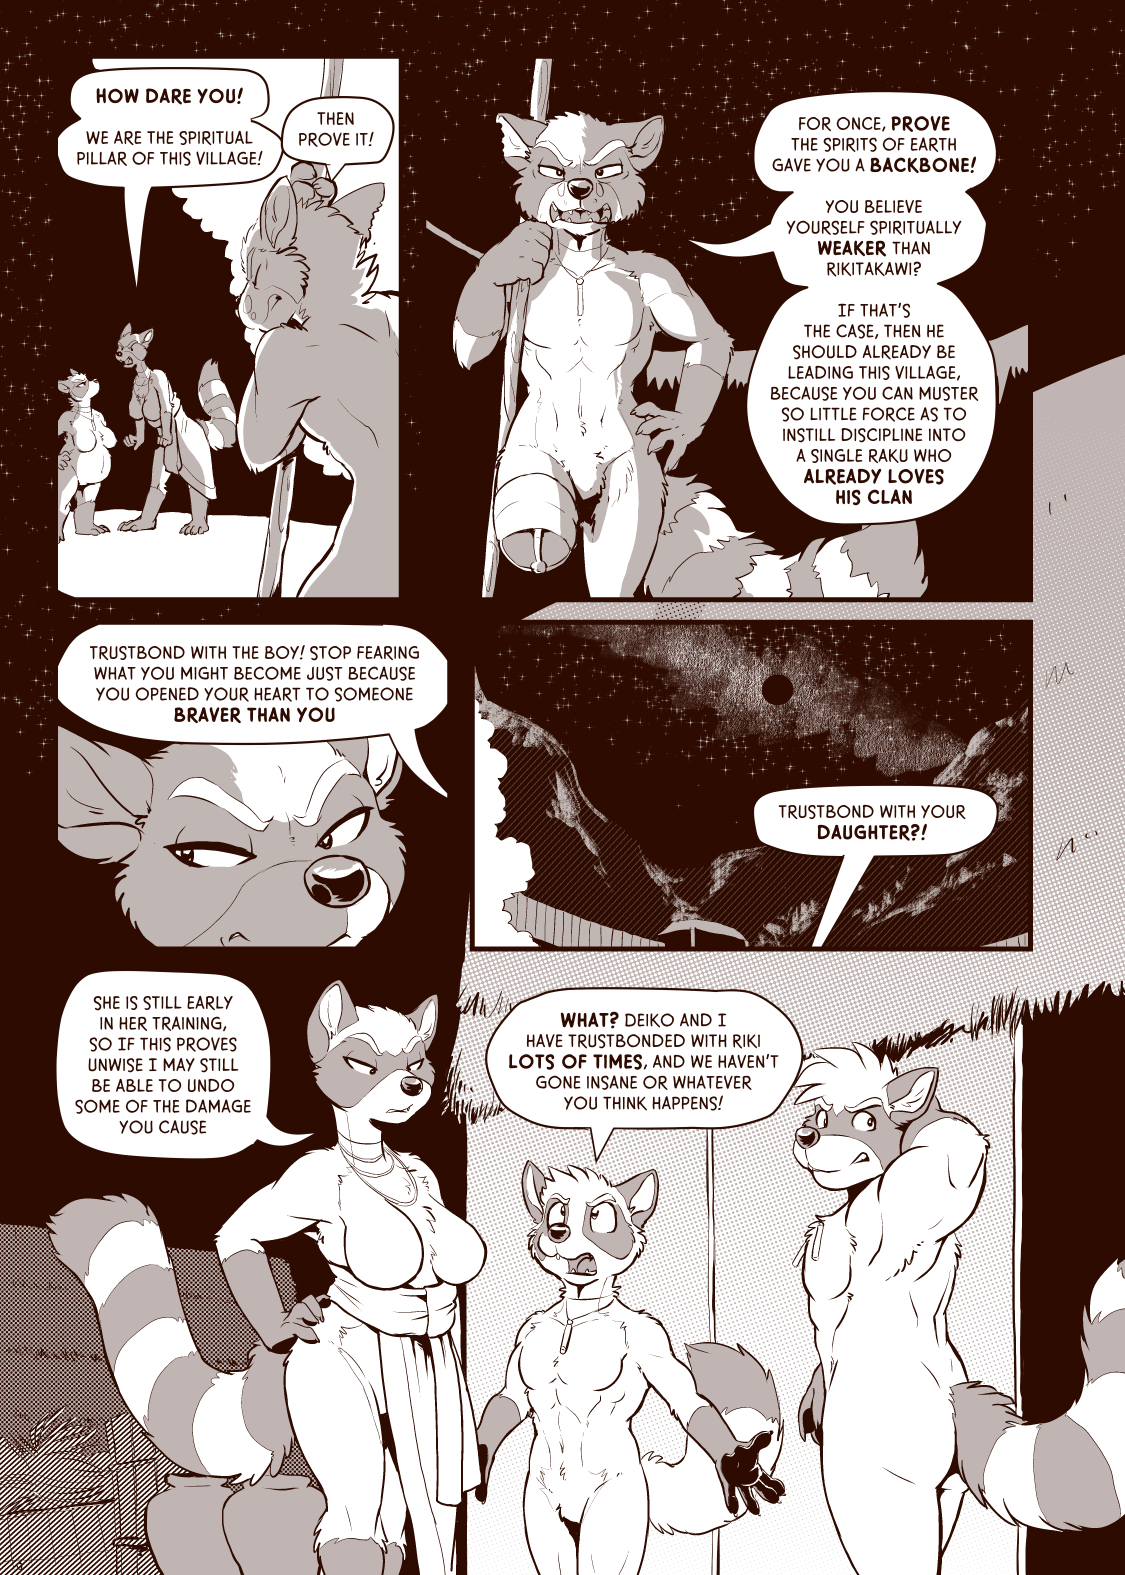 HOW DARE YOU!
WE ARE THE SPIRITUAL
PILLAR OF THIS VILLAGE!
THEN
PROVE IT!
FOR ONCE, PROVE
THE SPIRITS OF EARTH
GAVE YOU A BACKBONE!
YOU BELIEVE
YOURSELF SPIRITUALLY
WEAKER THAN
RIKITAKAWI?
IF THAT'S
THE CASE, THEN HE
SHOULD ALREADY BE
LEADING THIS VILLAGE,
BECAUSE YOU CAN MUSTER
SO LITTLE FORCE AS TO
INSTILL DISCIPLINE INTO
A SINGLE RAKU WHO
ALREADY LOVES
HIS CLAN
TRUSTBOND WITH THE BOY! STOP FEARING
WHAT YOU MIGHT BECOME JUST BECAUSE
YOU OPENED YOUR HEART TO SOMEONE
BRAVER THAN YOU
TRUSTBOND WITH YOUR
DAUGHTER?!
SHE IS STILL EARLY
IN HER TRAINING,
SO IF THIS PROVES
UNWISE I MAY STILL
BE ABLE TO UNDO
SOME OF THE DAMAGE
YOU CAUSE
WHAT? DEIKO AND I
HAVE TRUSTBONDED WITH RIKI
LOTS OF TIMES, AND WE HAVEN'T
GONE INSANE OR WHATEVER
YOU THINK HAPPENS!